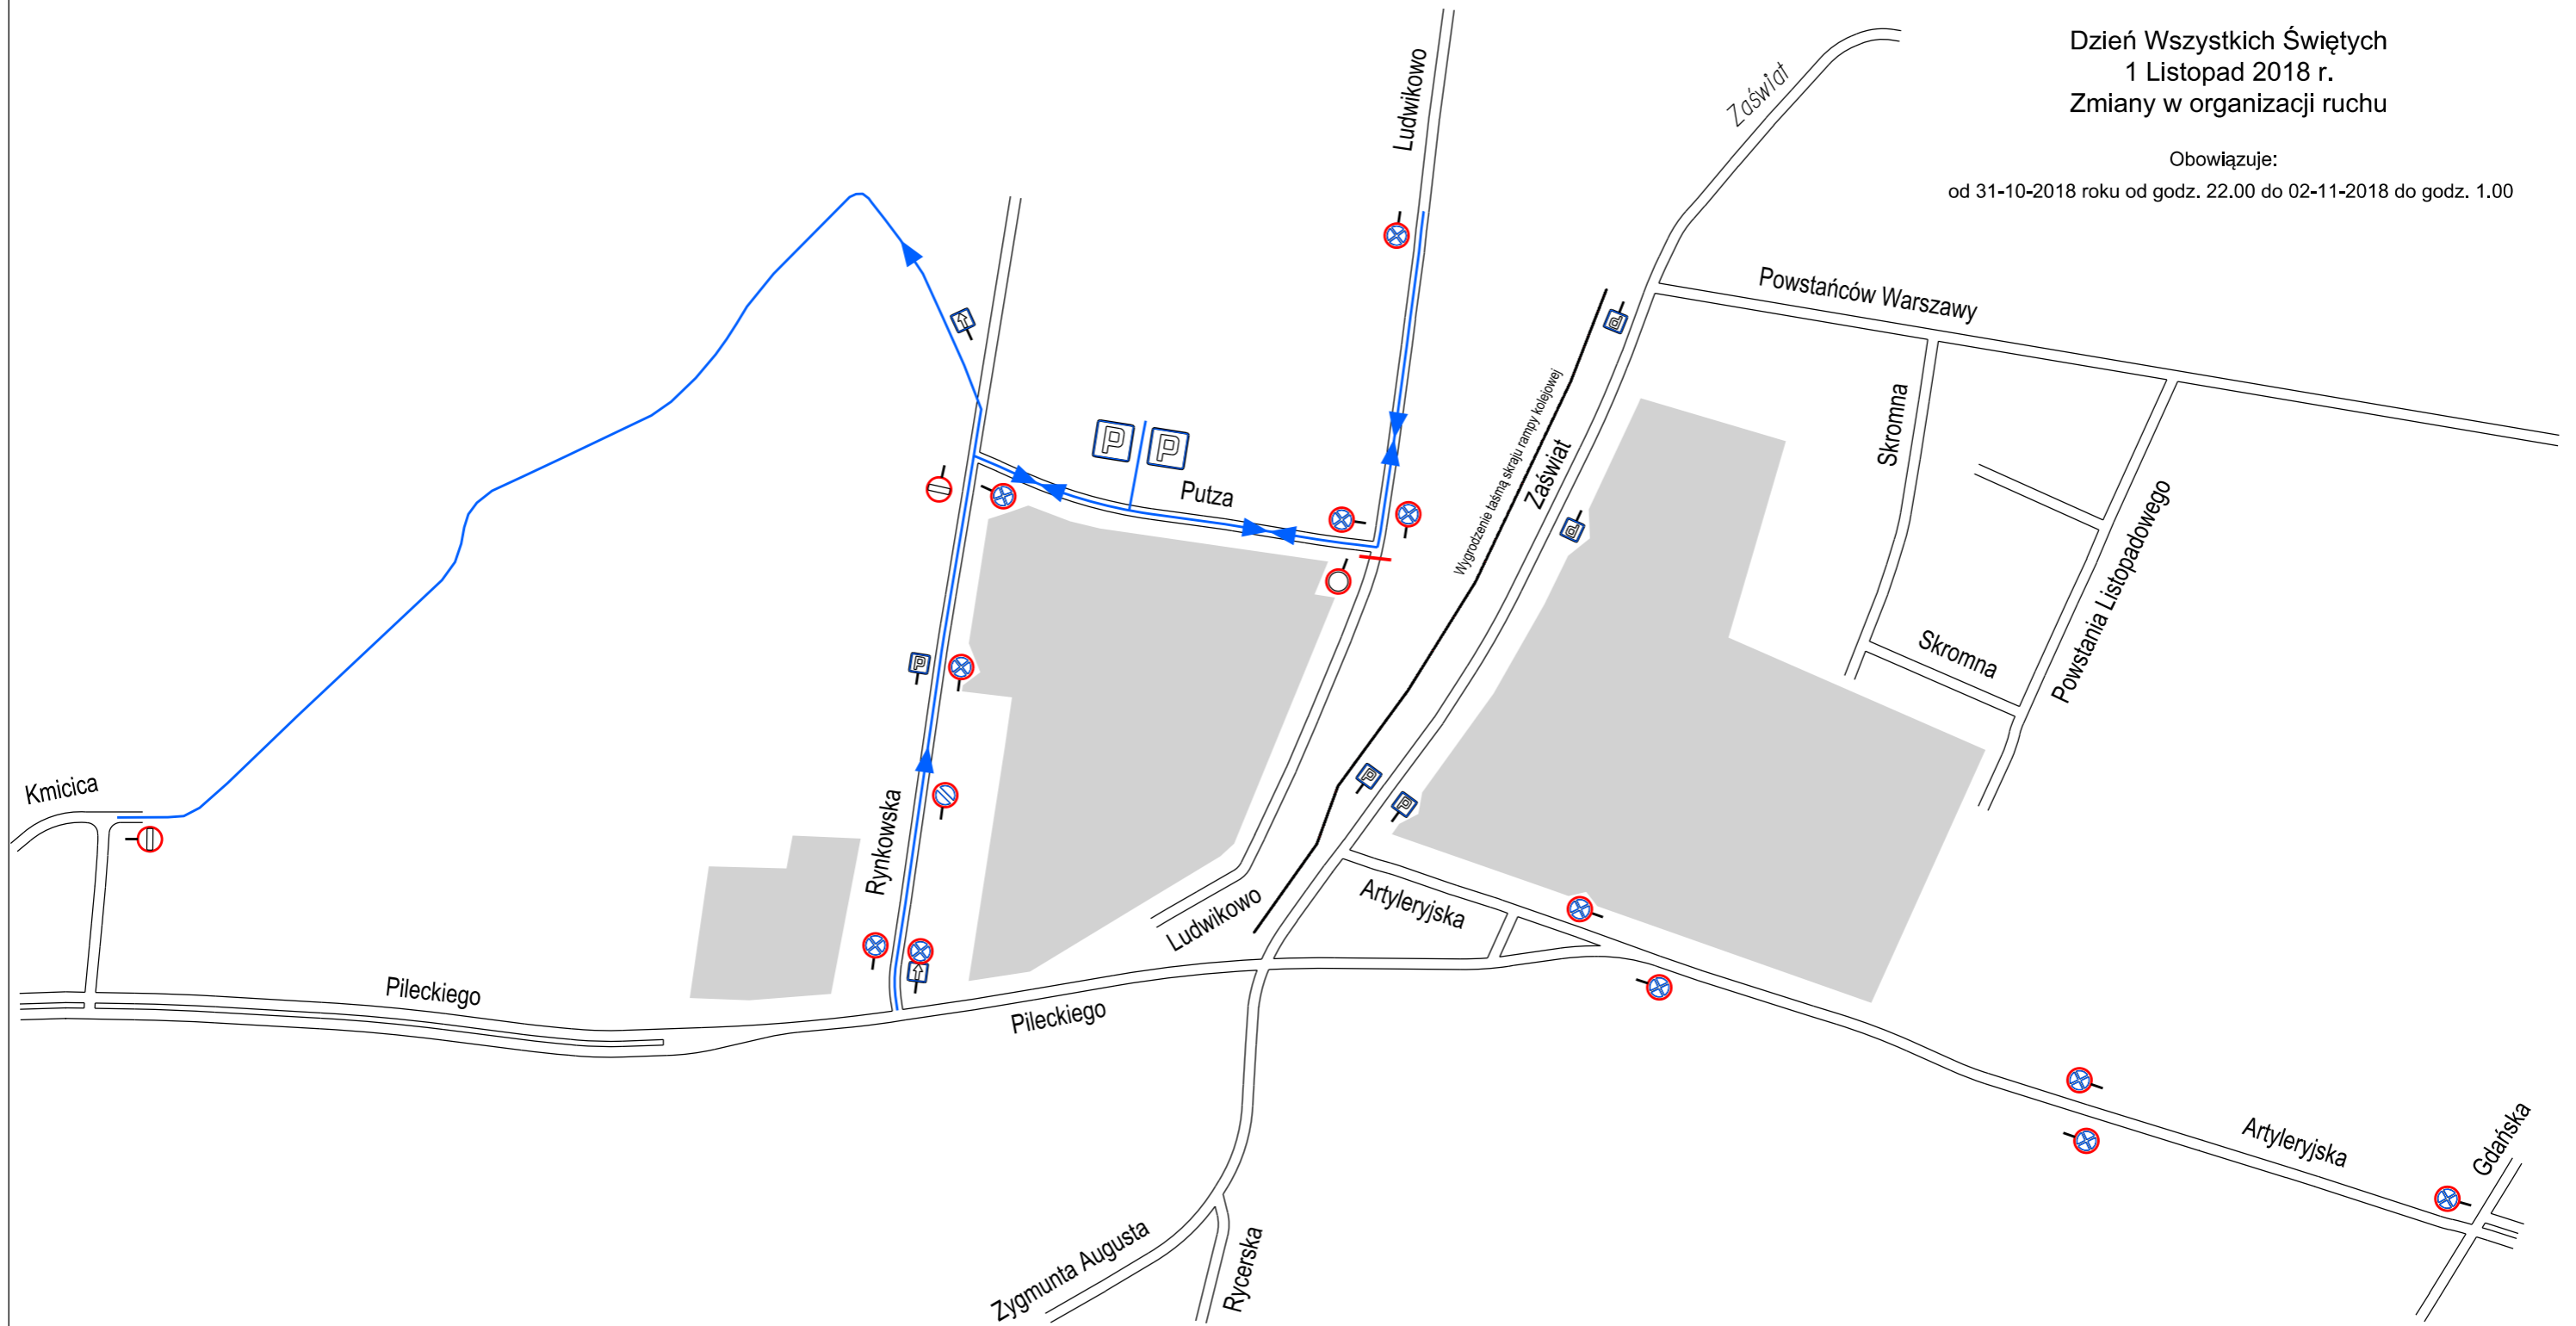 Dzień Wszystkich Świętych
1 Listopad 2018 r.
Zmiany w organizacji ruchu
Obowiązuje:
od 31-10-2018 roku od godz. 22.00 do 02-11-2018 do godz. 1.00
Ludwikowo
Zaświat
Powstańców Warszawy
Wygrodzenie taśmą skraju rampy kolejowej
Zaświat
Skromna
P
P
P
P
Putza
Powstania Listopadowego
Skromna
P
P
P
Kmicica
Rynkowska
Ludwikowo
Artyleryjska
Pileckiego
Pileckiego
Artyleryjska
Gdańska
Zygmunta Augusta
Rycerska